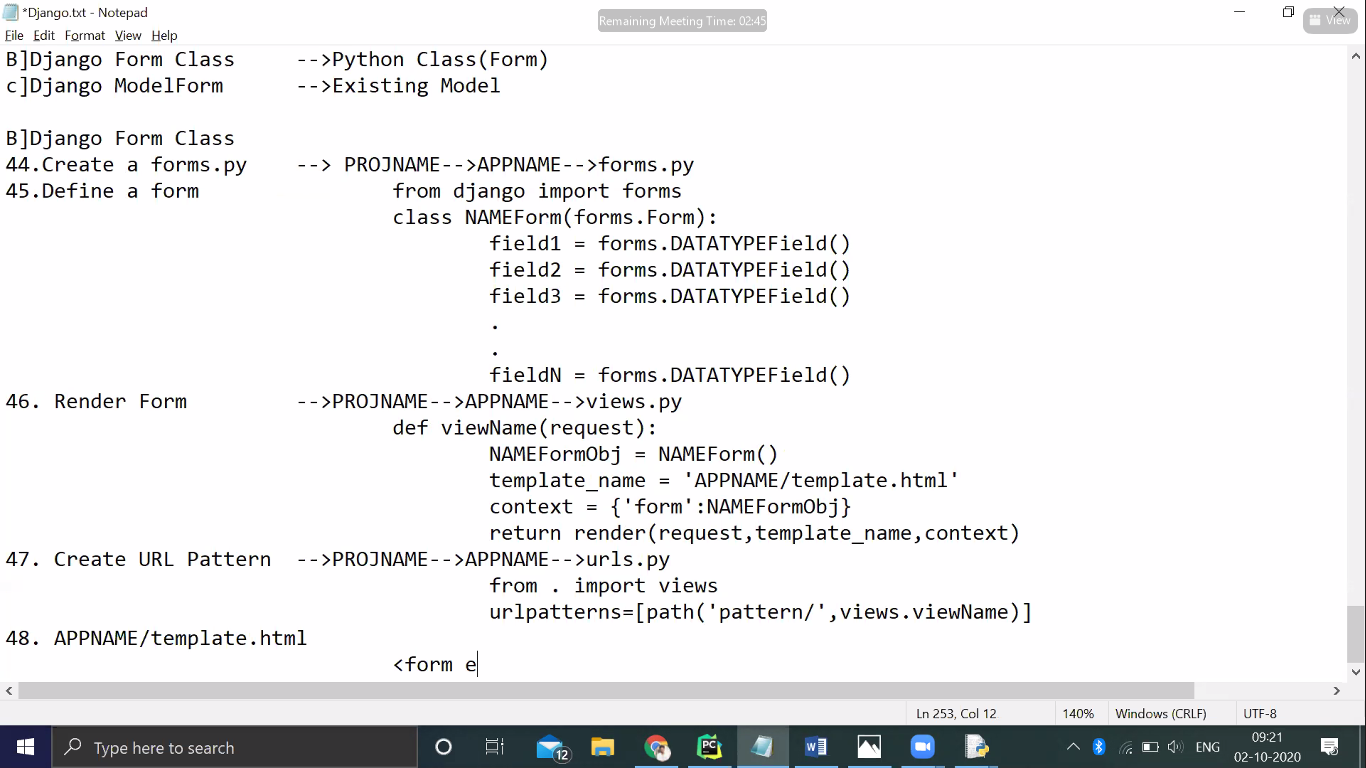 *Django.txt - Notepad
Remaining Meeting Time: 02:45
View
File Edit Format View Help
B]Django Form Class -->Python Class(Form)
c]Django ModelForm -->Existing Model
B]Django Form Class
44.Create a forms.py --> PROJNAME-->APPNAME-->forms.py
45.Define a form from django import forms
class NAMEForm(forms.Form):
field1 = forms.DATATYPEField()
field2 = forms.DATATYPEField()
field3 = forms.DATATYPEField()
.
.
fieldN = forms.DATATYPEField()
46. Render Form -->PROJNAME-->APPNAME-->views.py
def viewName(request):
NAMEFormObj = NAMEForm()
template_name = 'APPNAME/template.html'
context = {'form':NAMEFormObj}
return render(request,template_name,context)
47. Create URL Pattern -->PROJNAME-->APPNAME-->urls.py
from . import views
urlpatterns=[path('pattern/',views.viewName)]
48. APPNAME/template.html
<form e
Ln 253, Col 12 140% Windows (CRLF) UTF-8
Type here to search
12
PC
W
ENG
09:21
02-10-2020